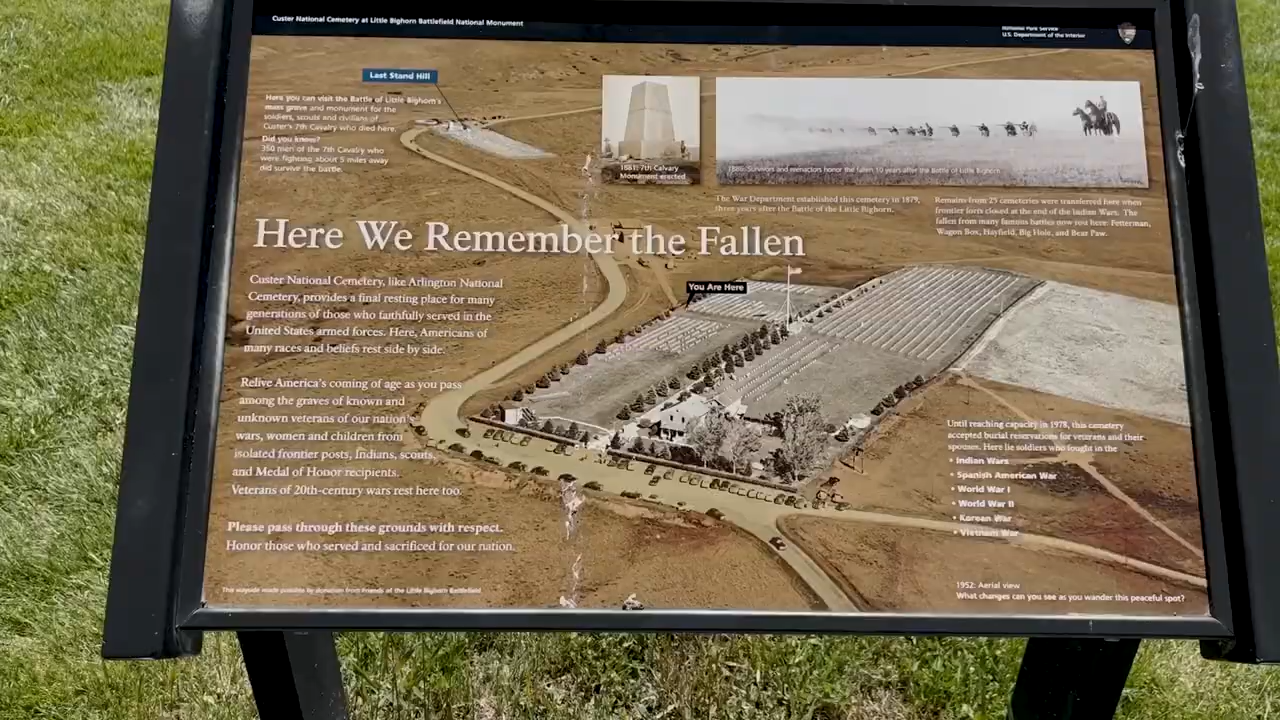 Custer National Cemetery at Little Bighorn Battlefield National Monument
National Park Service
U.S. Department of the Interior
Last Stand Hill
Here you can visit the Battle of Little Bighorn's
mass grave and monument for the
soldiers, scouts and civilians of
Custer's 7th Cavalry who died here.
Did you know?
350 men of the 7th Cavalry who
were fighting about 5 miles away
did survive the battle.
1881: 7th Calvary
Monument erected
1886: Survivors and reenactors honor the fallen 10 years after the Battle of Little Bighorn
The War Department established this cemetery in 1879,
three years after the Battle of the Little Bighorn.
Remains from 25 cemeteries were transferred here when
frontier forts closed at the end of the Indian Wars. The
fallen from many famous battles now rest here: Fetterman,
Wagon Box, Hayfield, Big Hole, and Bear Paw.
Here We Remember the Fallen
You Are Here
Custer National Cemetery, like Arlington National
Cemetery, provides a final resting place for many
generations of those who faithfully served in the
United States armed forces. Here, Americans of
many races and beliefs rest side by side.
Relive America's coming of age as you pass
among the graves of known and
unknown veterans of our nation's
wars, women and children from
isolated frontier posts, Indians, scouts,
and Medal of Honor recipients.
Veterans of 20th-century wars rest here too.
Please pass through these grounds with respect.
Honor those who served and sacrificed for our nation.
Until reaching capacity in 1978, this cemetery
accepted burial reservations for veterans and their
spouses. Here lie soldiers who fought in the
• Indian Wars
• Spanish American War
• World War I
• World War II
• Korean War
• Vietnam War
1952: Aerial view
What changes can you see as you wander this peaceful spot?
This wayside made possible by donation from Friends of the Little Bighorn Battlefield